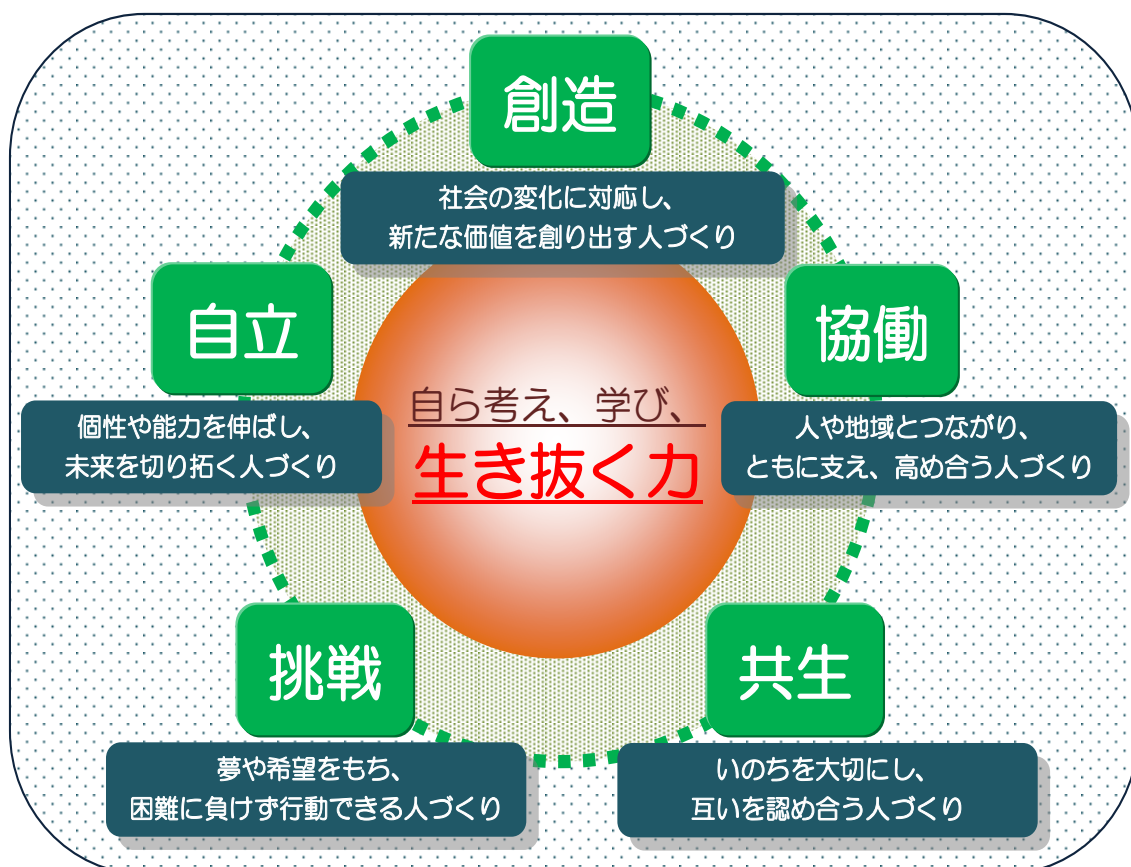 創造
社会の変化に対応し、
新たな価値を創り出す人づくり
自立
個性や能力を伸ばし、
未来を切り拓く人づくり
協働
人や地域とつながり、
ともに支え、高め合う人づくり
自ら考え、学び、
生き抜く力
挑戦
夢や希望をもち、
困難に負けず行動できる人づくり
共生
いのちを大切にし、
互いを認め合う人づくり